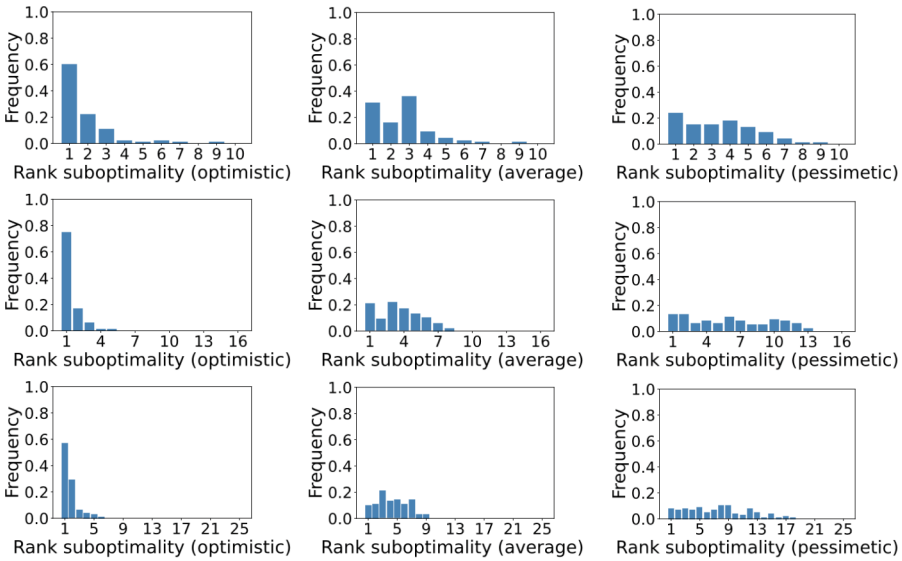 1.0 0.8 0.6 0.4 0.2 0.0
Frequency
1 2 3 4 5 6 7 8 9 10
Rank suboptimality (optimistic)
1.0 0.8 0.6 0.4 0.2 0.0
Frequency
1 2 3 4 5 6 7 8 9 10
Rank suboptimality (average)
1.0 0.8 0.6 0.4 0.2 0.0
Frequency
1 2 3 4 5 6 7 8 9 10
Rank suboptimality (pessimetic)
1.0 0.8 0.6 0.4 0.2 0.0
Frequency
1 4 7 10 13 16
Rank suboptimality (optimistic)
1.0 0.8 0.6 0.4 0.2 0.0
Frequency
1 4 7 10 13 16
Rank suboptimality (average)
1.0 0.8 0.6 0.4 0.2 0.0
Frequency
1 4 7 10 13 16
Rank suboptimality (pessimetic)
1.0 0.8 0.6 0.4 0.2 0.0
Frequency
1 5 9 13 17 21 25
Rank suboptimality (optimistic)
1.0 0.8 0.6 0.4 0.2 0.0
Frequency
1 5 9 13 17 21 25
Rank suboptimality (average)
1.0 0.8 0.6 0.4 0.2 0.0
Frequency
1 5 9 13 17 21 25
Rank suboptimality (pessimetic)